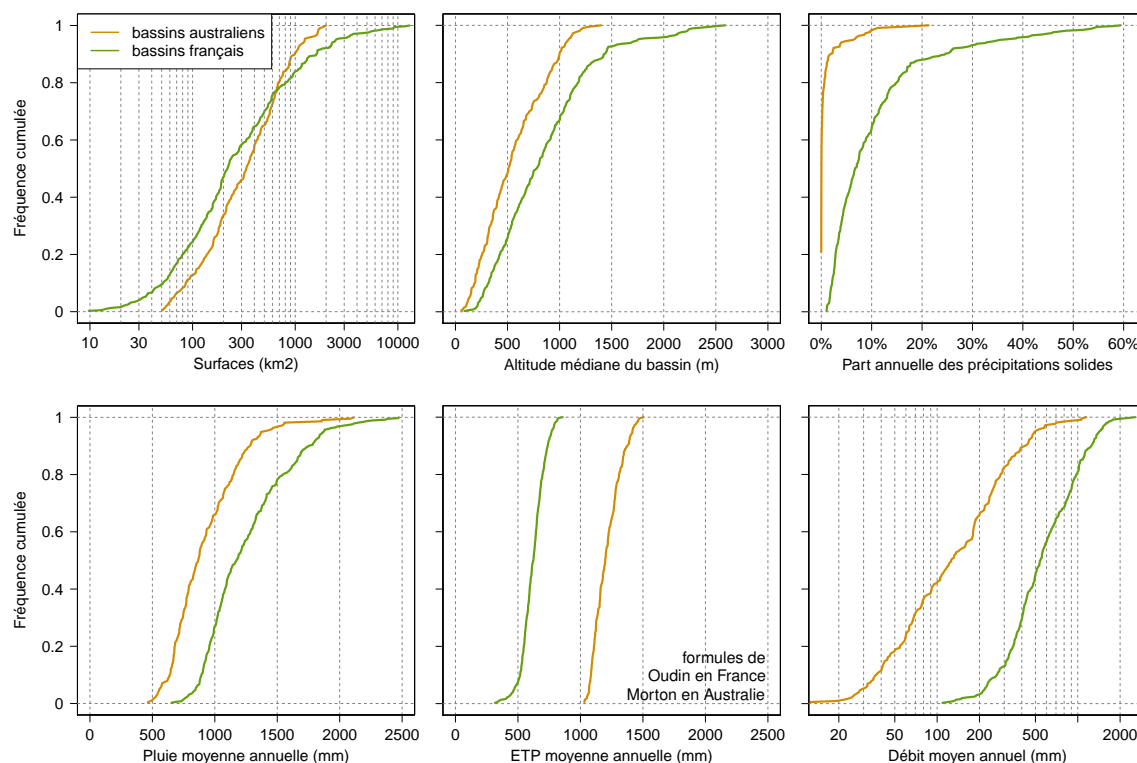 bassins australiens
bassins français
Fréquence cumulée
1
0.8
0.6
0.4
0.2
0
10 30 100 300 1000 3000 10000
Surfaces (km2)
0 500 1000 1500 2000 2500 3000
Altitude médiane du bassin (m)
0% 10% 20% 30% 40% 50% 60%
Part annuelle des précipitations solides
Fréquence cumulée
1
0.8
0.6
0.4
0.2
0
0 500 1000 1500 2000 2500
Pluie moyenne annuelle (mm)
formules de
Oudin en France
Morton en Australie
0 500 1000 1500 2000 2500
ETP moyenne annuelle (mm)
20 50 100 200 500 2000
Débit moyen annuel (mm)